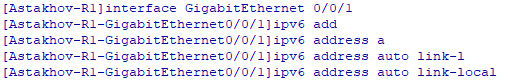 [Astakhov-R1]interface GigabitEthernet 0/0/1
[Astakhov-R1-GigabitEthernet0/0/1]ipv6 add
[Astakhov-R1-GigabitEthernet0/0/1]ipv6 address a
[Astakhov-R1-GigabitEthernet0/0/1]ipv6 address auto link-l
[Astakhov-R1-GigabitEthernet0/0/1]ipv6 address auto link-local